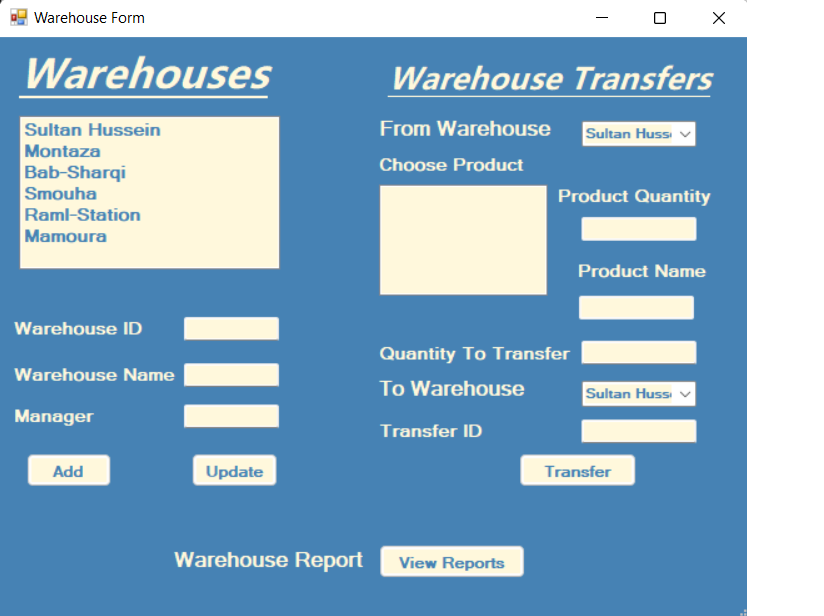 Warehouse Form
Warehouses
Sultan Hussein
Montaza
Bab-Sharqi
Smouha
Raml-Station
Mamoura
Warehouse ID
Warehouse Name
Manager
Add
Update
Warehouse Transfers
From Warehouse
Sultan Huss
Choose Product
Product Quantity
Product Name
Quantity To Transfer
To Warehouse
Sultan Huss
Transfer ID
Transfer
Warehouse Report
View Reports